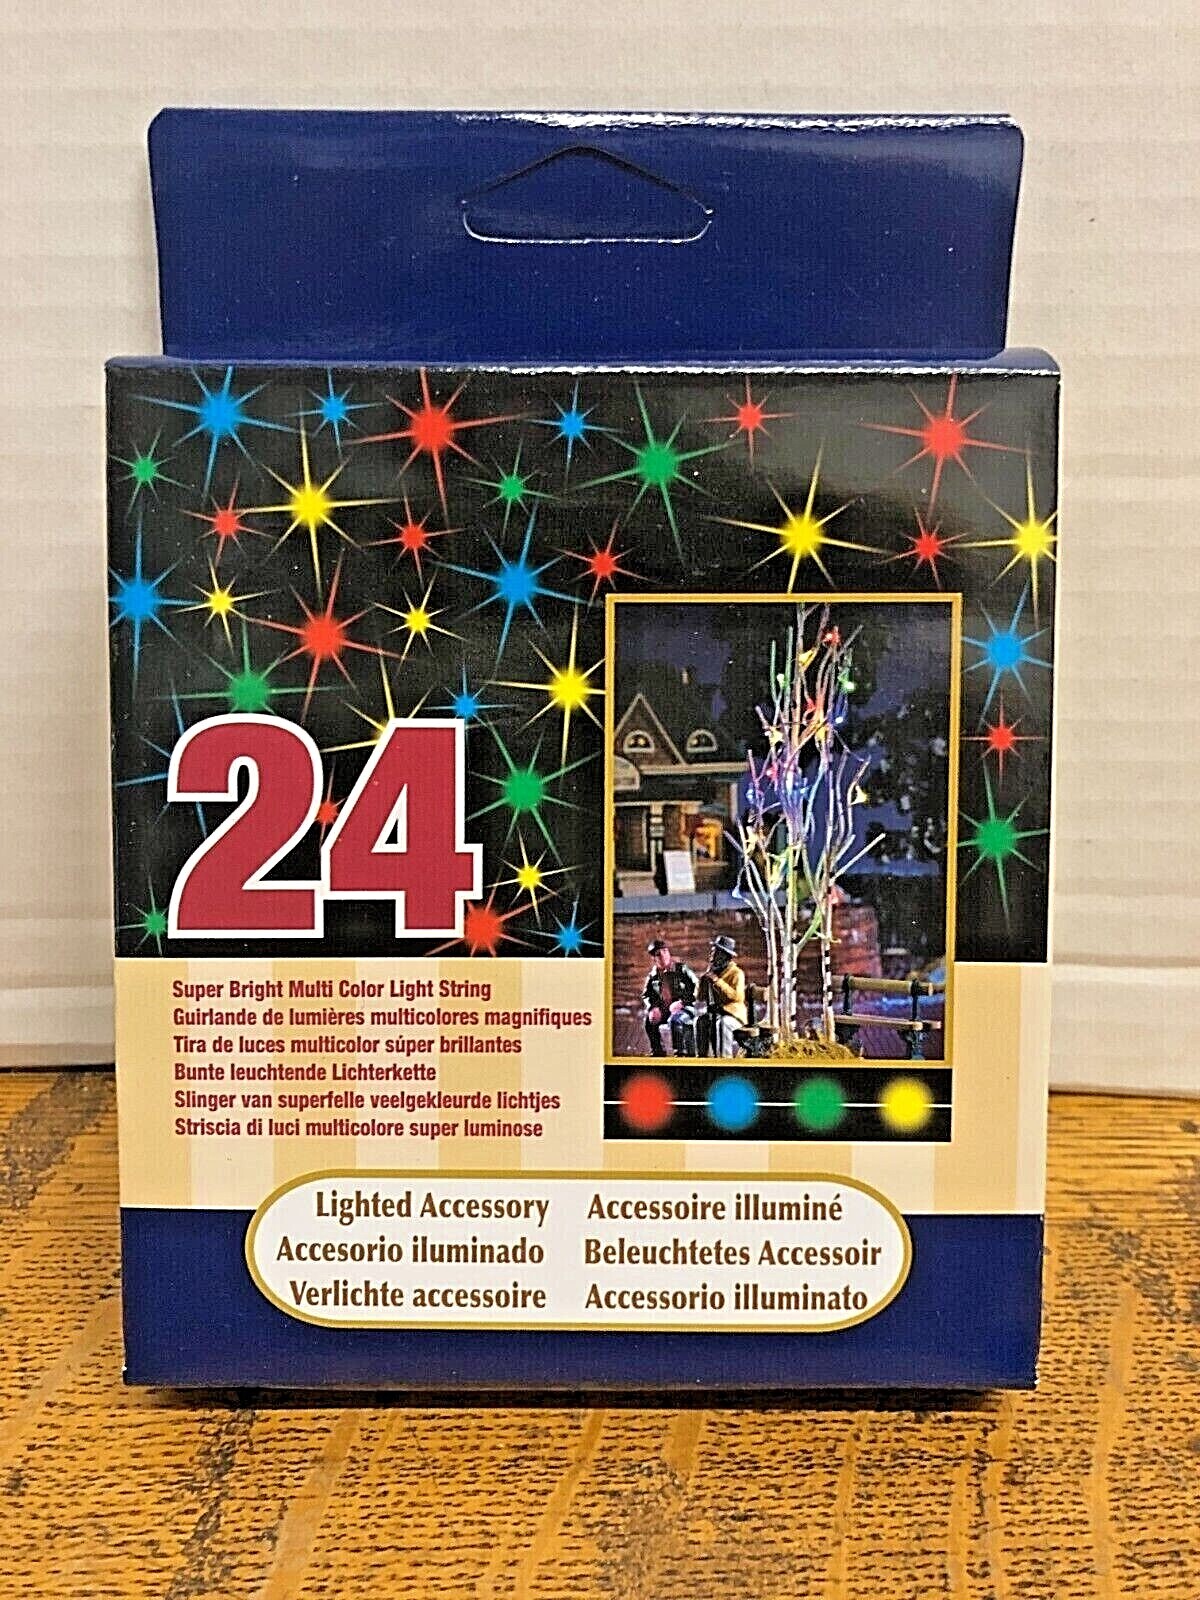 24
Super Bright Multi Color Light String
Guirlande de lumières multicolores magnifiques
Tira de luces multicolor súper brillantes
Bunte leuchtende Lichterkette
Slinger van superfelle veelgekleurde lichtjes
Striscia di luci multicolore super luminose
Lighted Accessory Accessoire illuminé
Accesorio iluminado Beleuchtetes Accessoir
Verlichte accessoire Accessorio illuminato